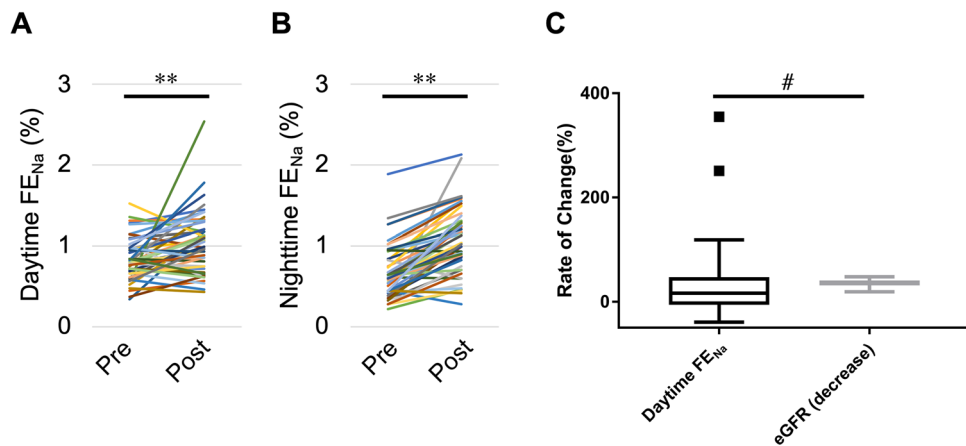 A
Daytime FENa (%)
3
2
1
0
**
Pre
Post
B
Nighttime FENa (%)
3
2
1
0
**
Pre
Post
C
Rate of Change(%)
400
200
0
#
Daytime FENa
eGFR (decrease)